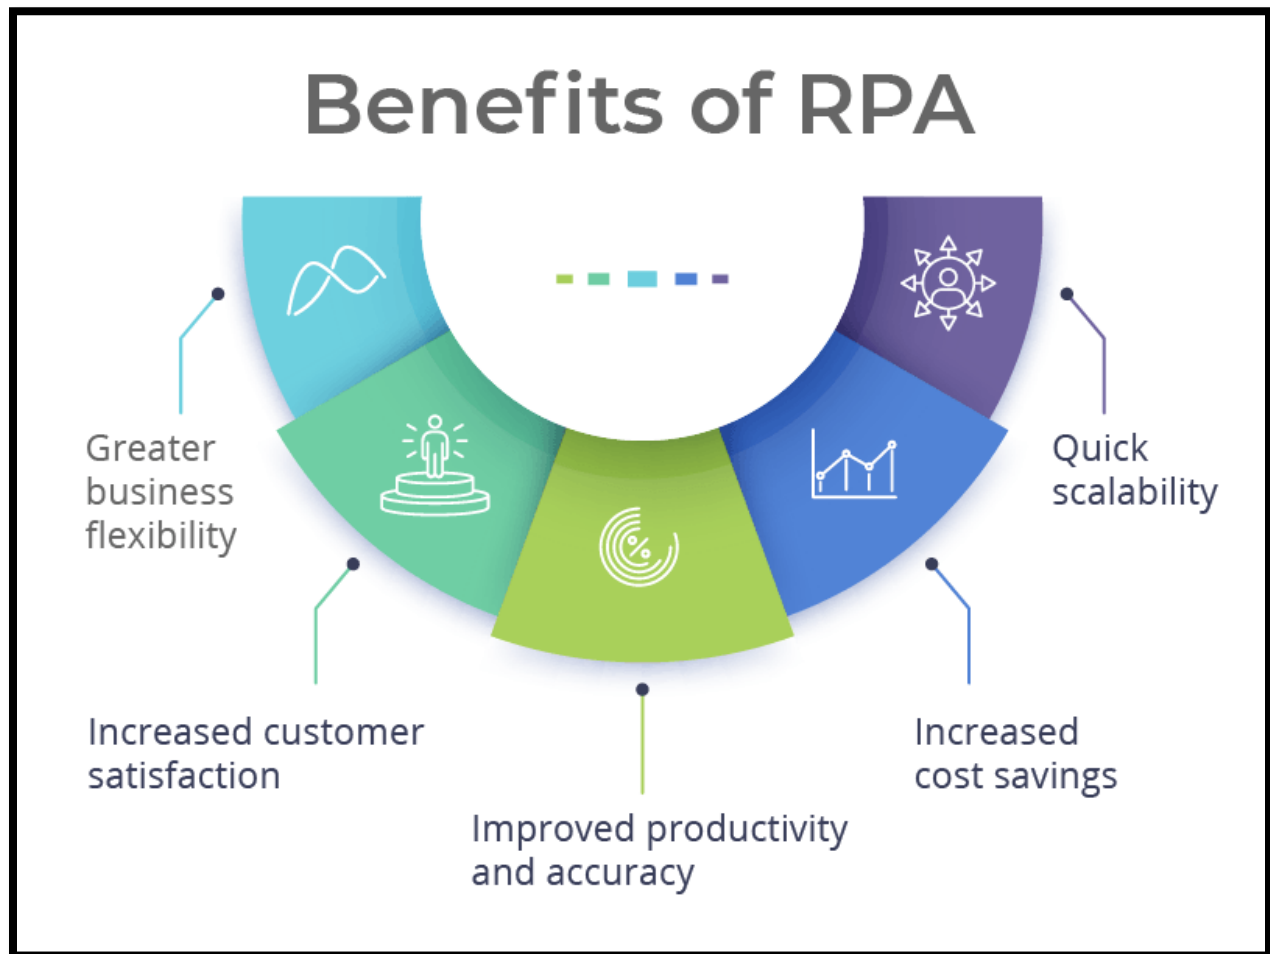 Benefits of RPA
Greater
business
flexibility
Increased customer
satisfaction
Improved productivity
and accuracy
Increased
cost savings
Quick
scalability